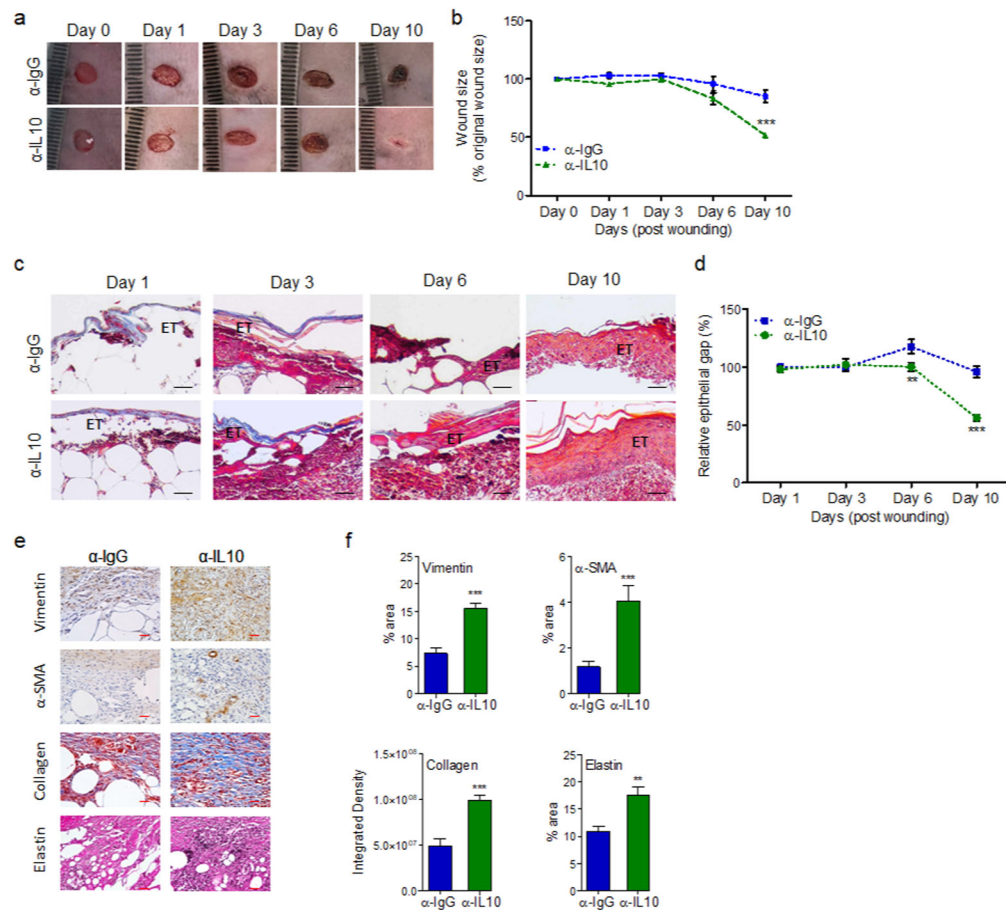 a
Day 0 Day 1 Day 3 Day 6 Day 10
α-IgG
α-IL10
b
Wound size
(% original wound size)
150
100
50
0
α-IgG
α-IL10
***
Day 0 Day 1 Day 3 Day 6 Day 10
Days (post wounding)
c
Day 1 Day 3 Day 6 Day 10
α-IgG
ET ET ET ET
α-IL10
ET ET ET ET
d
Relative epithelial gap (%)
150
100
50
0
α-IgG
α-IL10
**
***
Day 1 Day 3 Day 6 Day 10
Days (post wounding)
e
α-IgG α-IL10
Vimentin
α-SMA
Collagen
Elastin
f
Vimentin
% area
25
20
15
10
5
0
***
α-IgG α-IL10
α-SMA
% area
6
4
2
0
***
α-IgG α-IL10
Collagen
Integrated Density
1.5×10⁰⁸
1.0×10⁰⁸
5.0×10⁰⁷
0.0
***
α-IgG α-IL10
Elastin
% area
25
20
15
10
5
0
**
α-IgG α-IL10